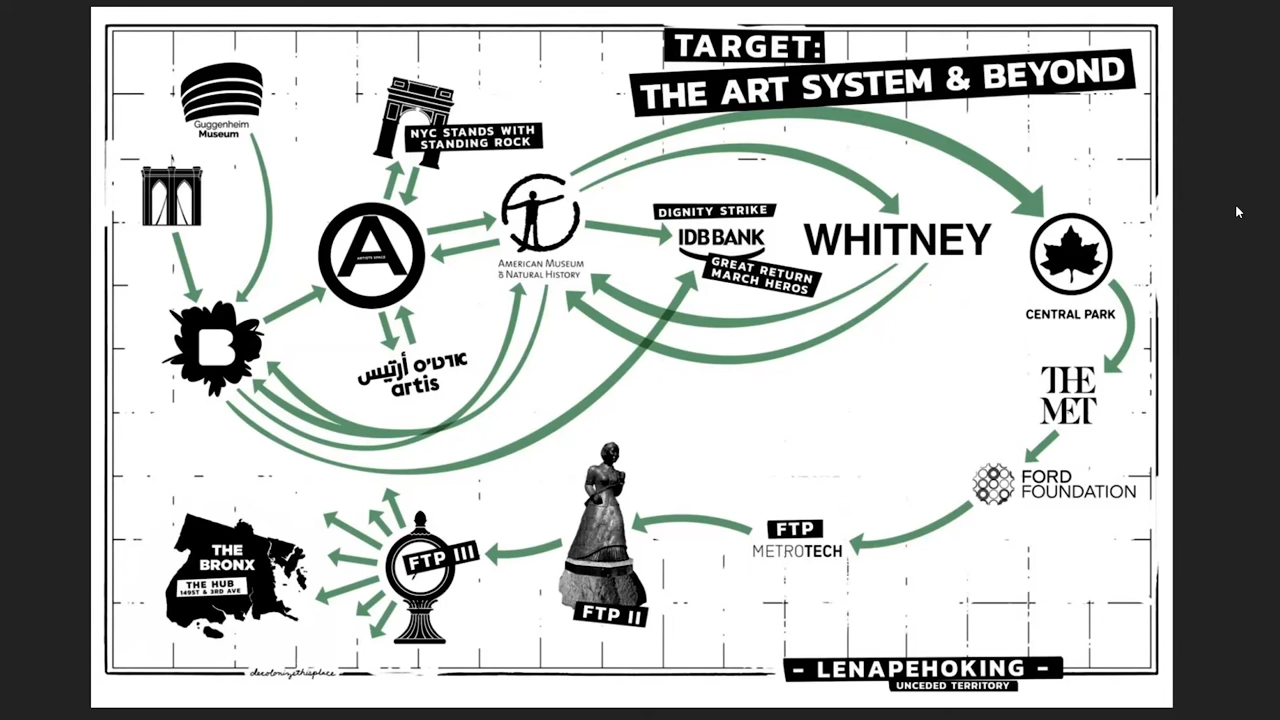 TARGET:
THE ART SYSTEM & BEYOND
Guggenheim
Museum
NYC STANDS WITH
STANDING ROCK
A
ARTISTS SPACE
AMERICAN MUSEUM
& NATURAL HISTORY
DIGNITY STRIKE
IDB BANK
GREAT RETURN
MARCH HEROS
WHITNEY
CENTRAL PARK
B
أرتيس ארטיס
artis
THE
MET
FORD
FOUNDATION
FTP
METROTECH
FTP II
FTP III
THE
BRONX
THE HUB
149ST & 3RD AVE
decolonizethisplace
- LENAPEHOKING -
UNCEDED TERRITORY